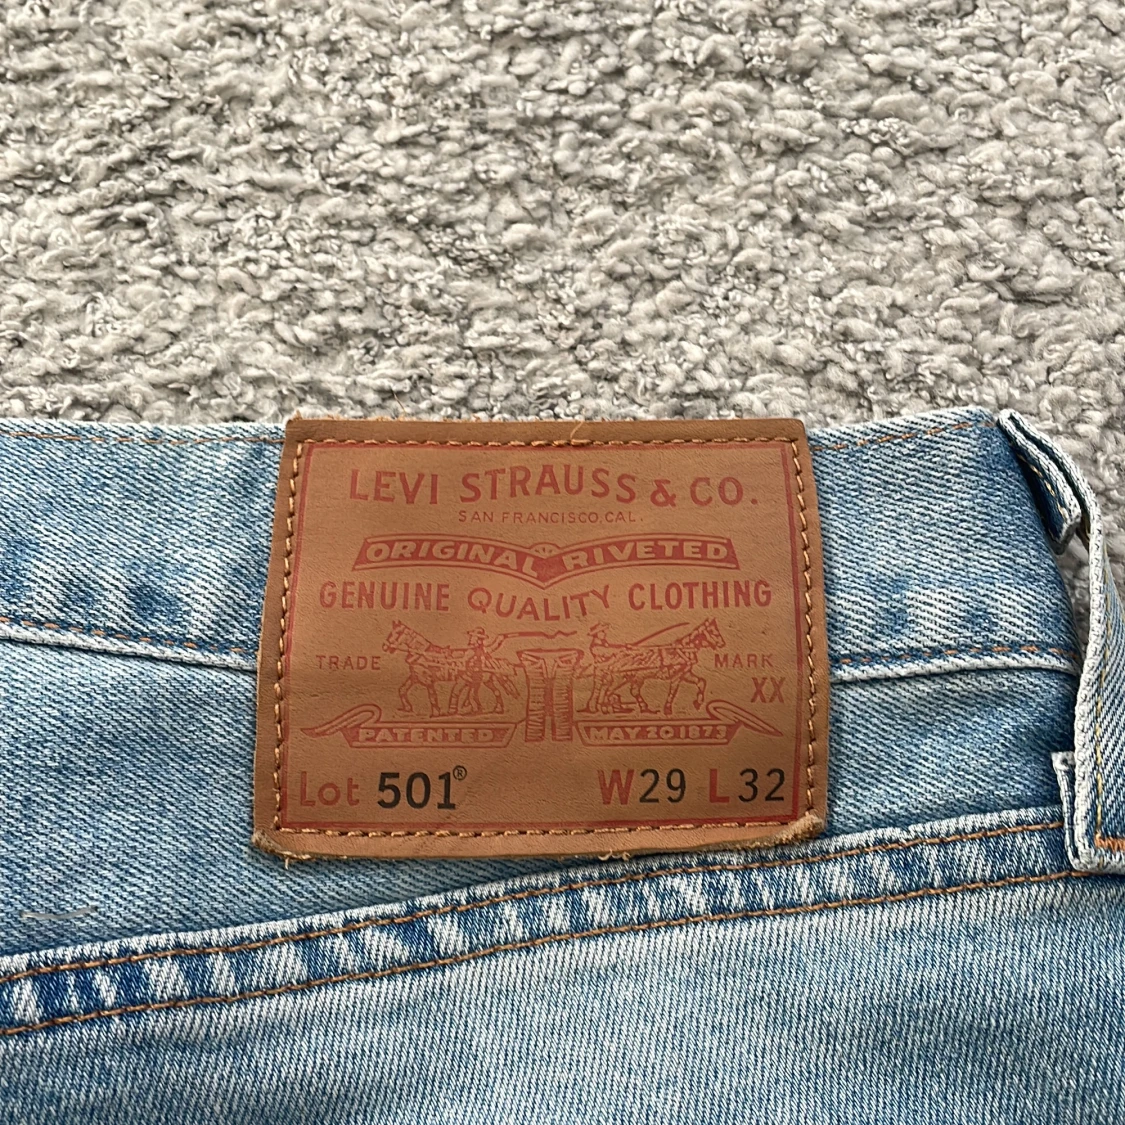 LEVI STRAUSS & CO.
SAN FRANCISCO, CAL.
ORIGINAL RIVETED
GENUINE QUALITY CLOTHING
TRADE MARK
XX
PATENTED MAY 20 1873
Lot 501® W29 L32